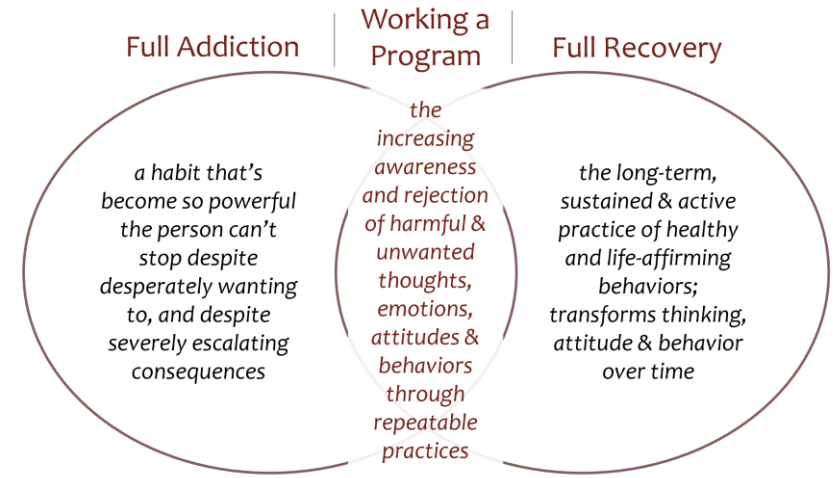 Full Addiction
Working a
Program
Full Recovery
a habit that’s
become so powerful
the person can’t
stop despite
desperately wanting
to, and despite
severely escalating
consequences
the
increasing
awareness
and rejection
of harmful &
unwanted
thoughts,
emotions,
attitudes &
behaviors
through
repeatable
practices
the long-term,
sustained & active
practice of healthy
and life-affirming
behaviors;
transforms thinking,
attitude & behavior
over time